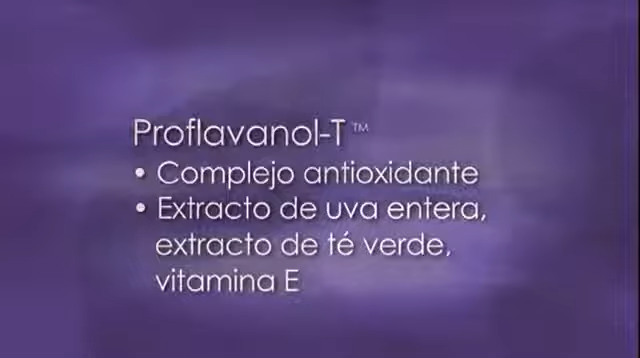 Proflavanol-T™
• Complejo antioxidante
• Extracto de uva entera,
extracto de té verde,
vitamina E